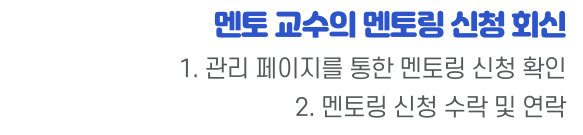 멘토 교수의 멘토링 신청 회신
1. 관리 페이지를 통한 멘토링 신청 확인
2. 멘토링 신청 수락 및 연락